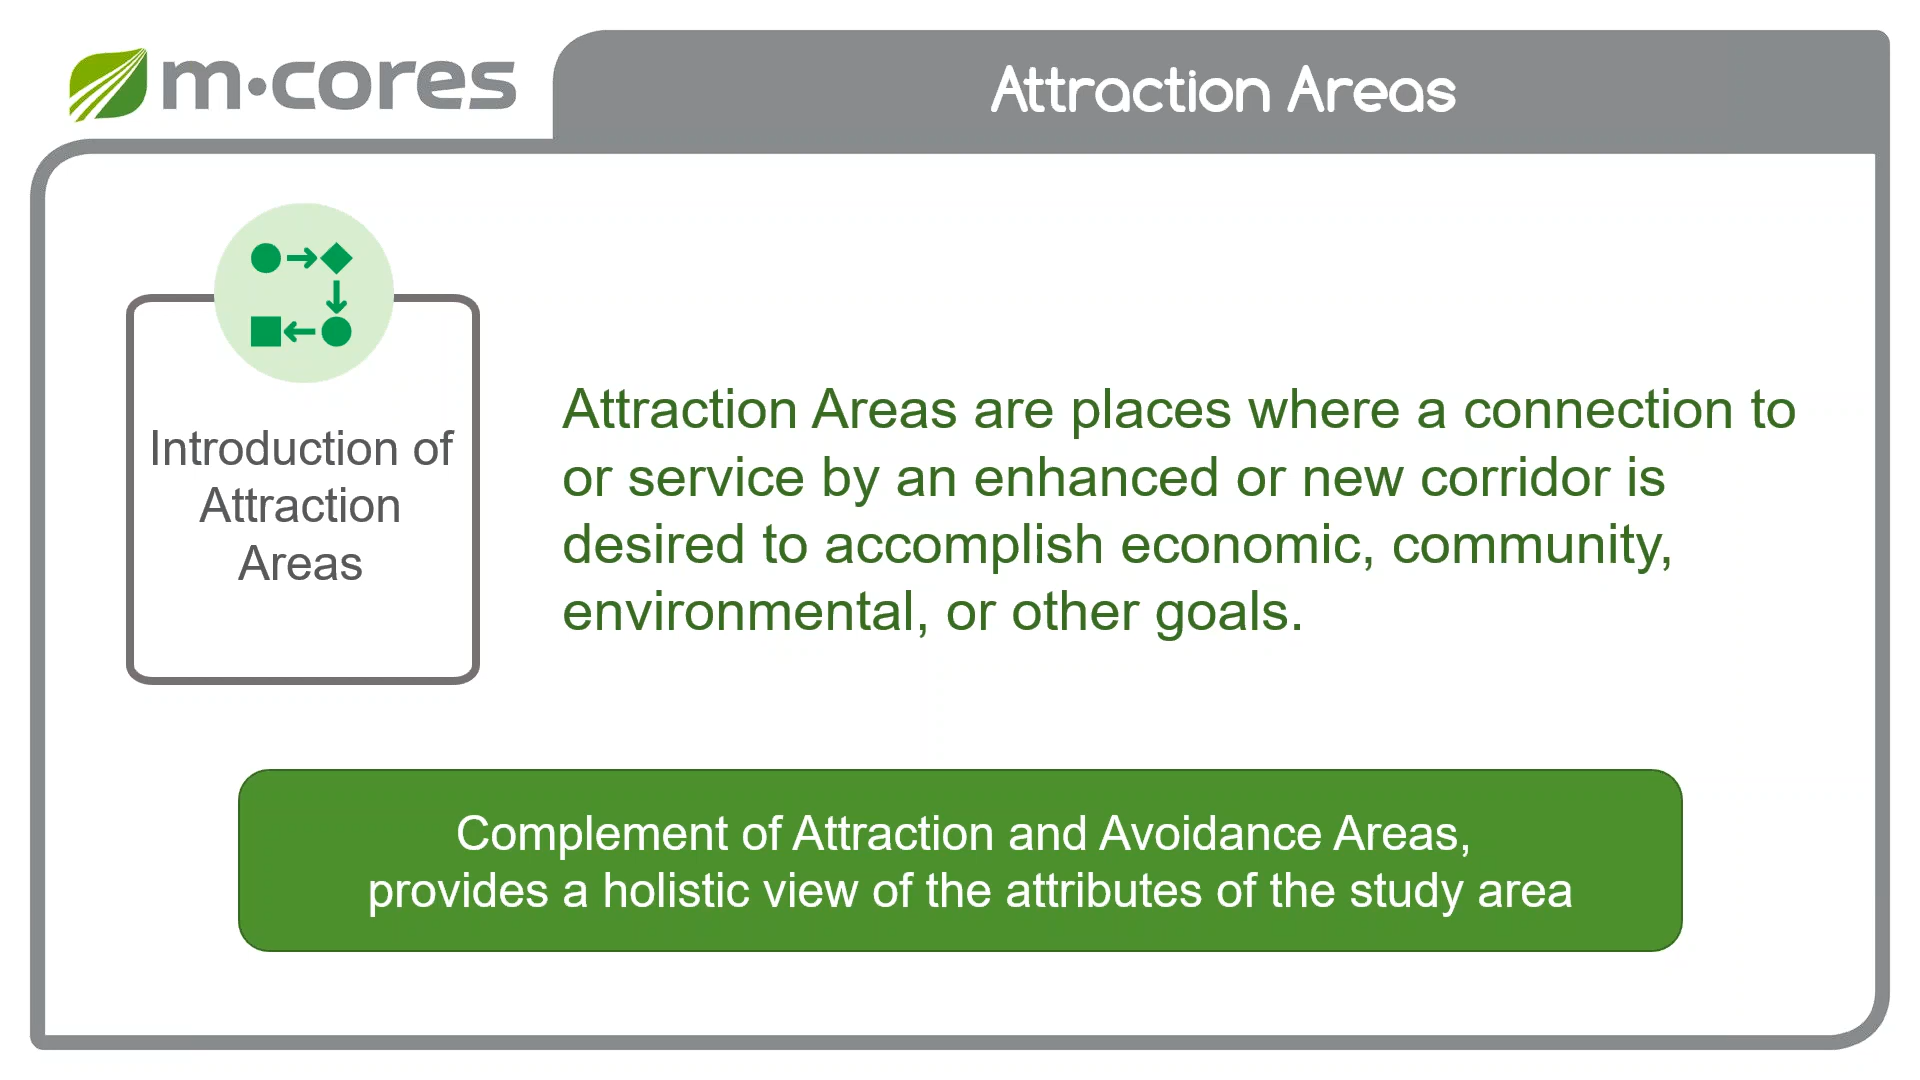 m·cores
Attraction Areas
Introduction of
Attraction
Areas
Attraction Areas are places where a connection to
or service by an enhanced or new corridor is
desired to accomplish economic, community,
environmental, or other goals.
Complement of Attraction and Avoidance Areas,
provides a holistic view of the attributes of the study area